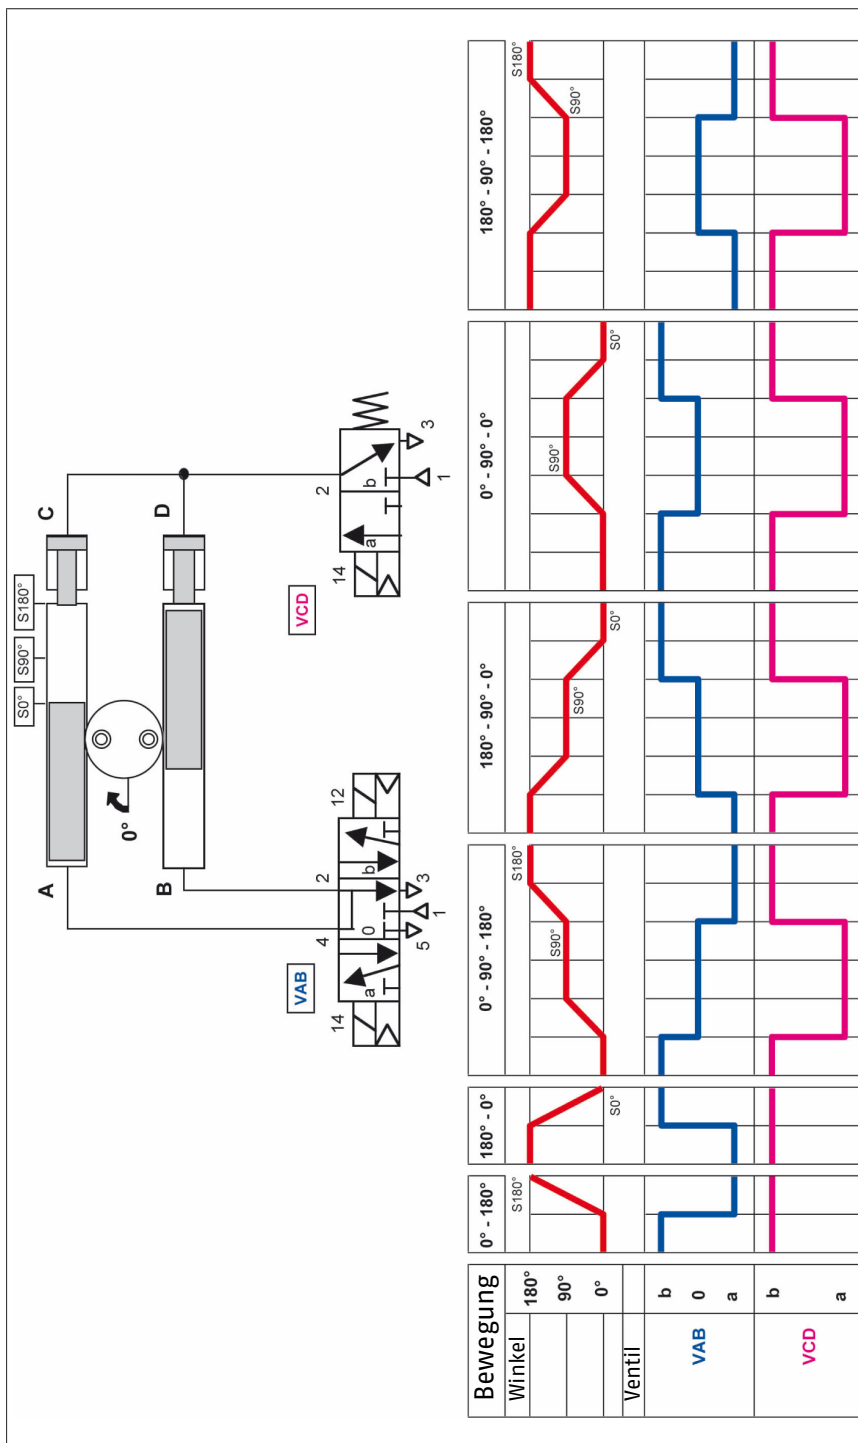 A
B
C
D
S0°
S90°
S180°
0°
VAB
14
4
2
12
a
0
b
5
1
3
VCD
14
2
a
b
1
3
Bewegung
0° - 180°
180° - 0°
0° - 90° - 180°
180° - 90° - 0°
0° - 90° - 0°
180° - 90° - 180°
Winkel
180°
90°
0°
S180°
S0°
S90°
S180°
S90°
S0°
S90°
S0°
S90°
S180°
Ventil
VAB
b
0
a
VCD
b
a